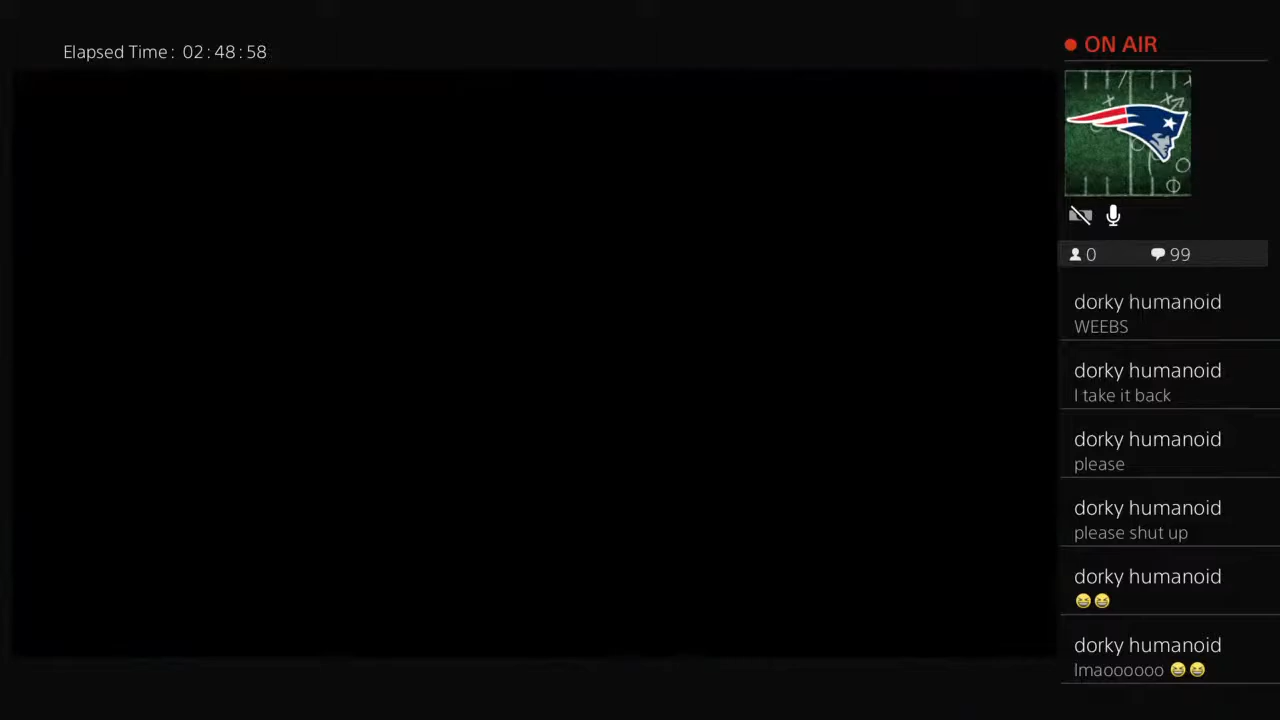 Elapsed Time: 02:48:58
ON AIR
0 99
dorky humanoid
WEEBS
dorky humanoid
I take it back
dorky humanoid
please
dorky humanoid
please shut up
dorky humanoid
😆😆
dorky humanoid
lmaoooooo 😆😆